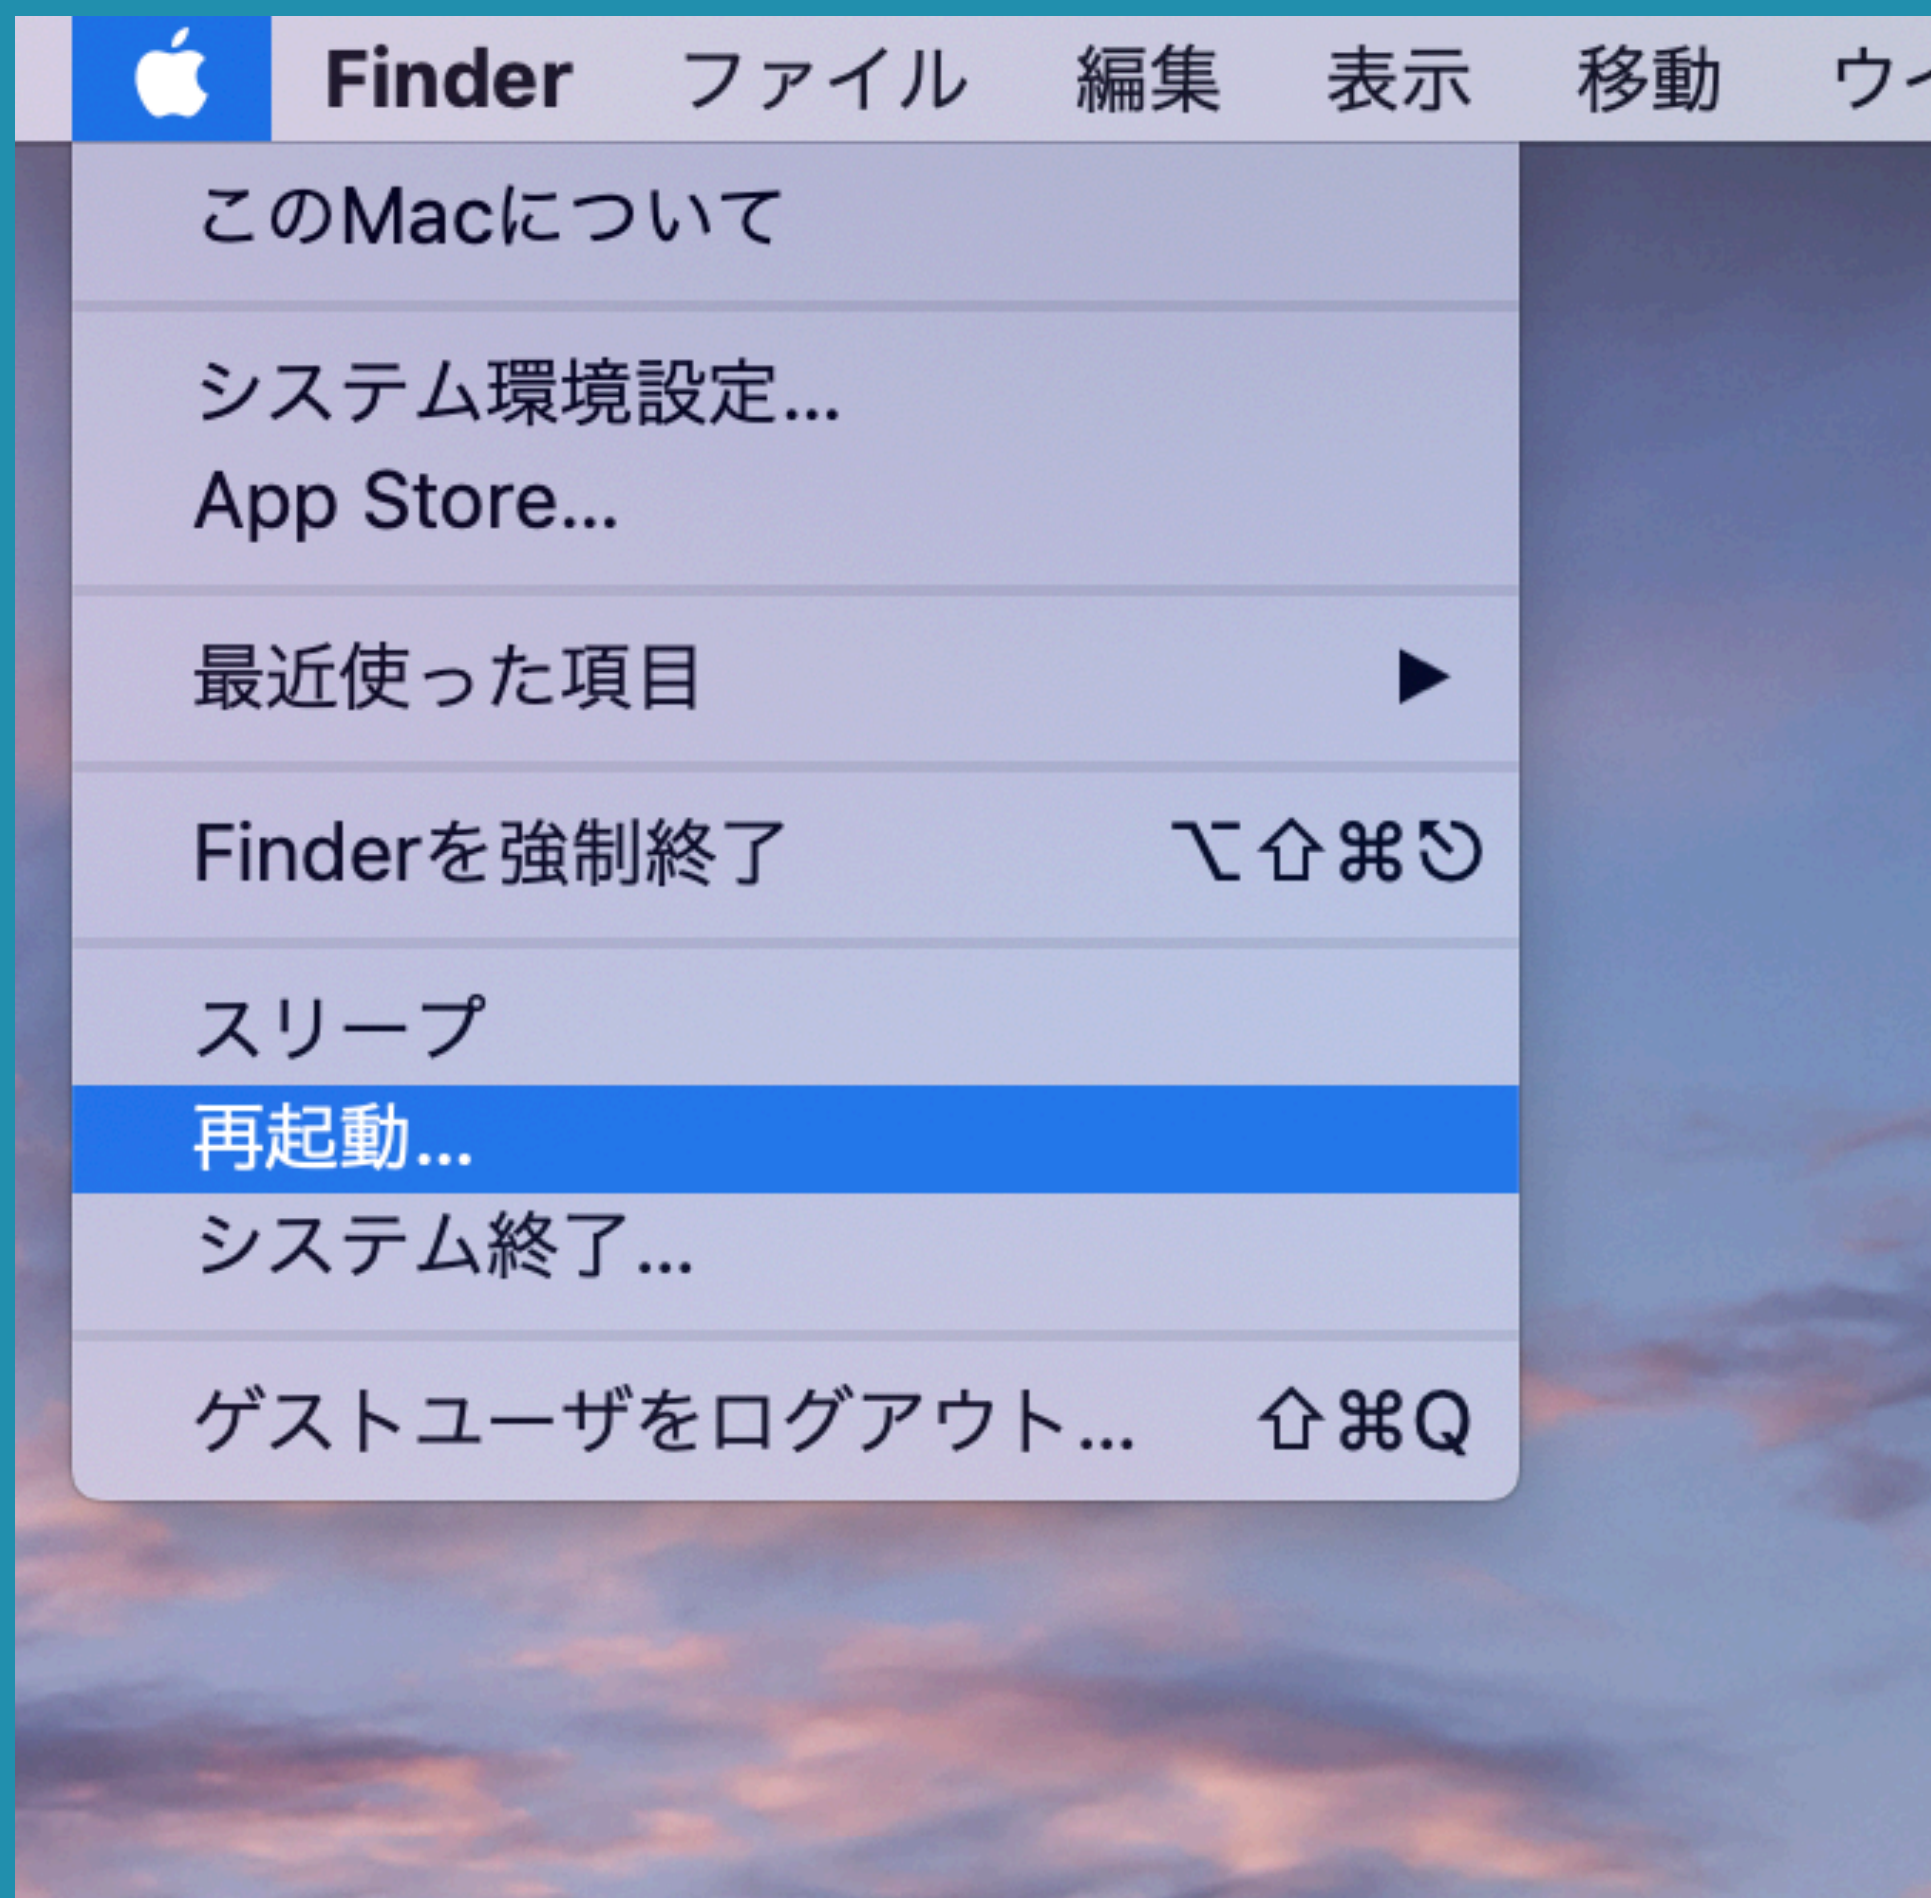 Finder ファイル 編集 表示 移動 ウイ
このMacについて
システム環境設定...
App Store...
最近使った項目 ▶
Finderを強制終了 ⌥⇧⌘⎋
スリープ
再起動...
システム終了...
ゲストユーザをログアウト... ⇧⌘Q